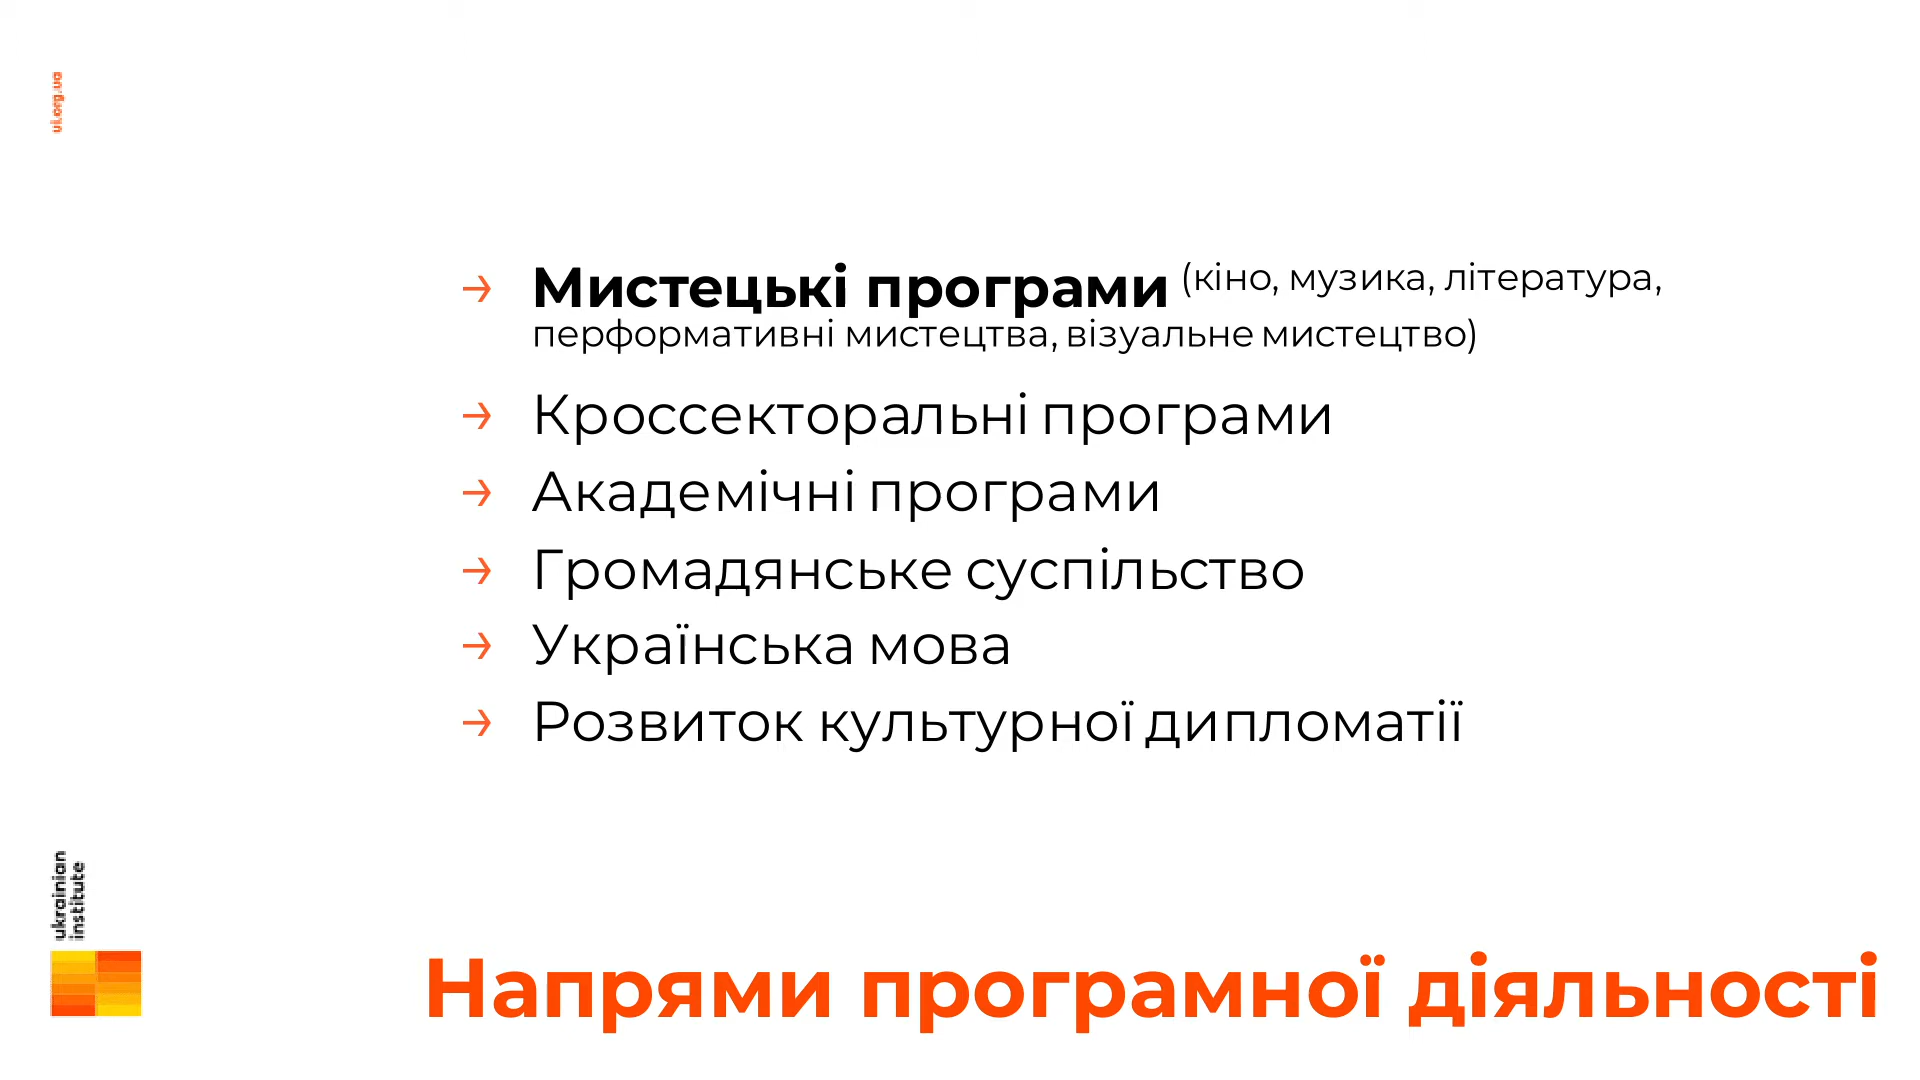 ui.org.ua
→ Мистецькі програми (кіно, музика, література,
перформативні мистецтва, візуальне мистецтво)
→ Кроссекторальні програми
→ Академічні програми
→ Громадянське суспільство
→ Українська мова
→ Розвиток культурної дипломатії
ukrainian
institute
Напрями програмної діяльності